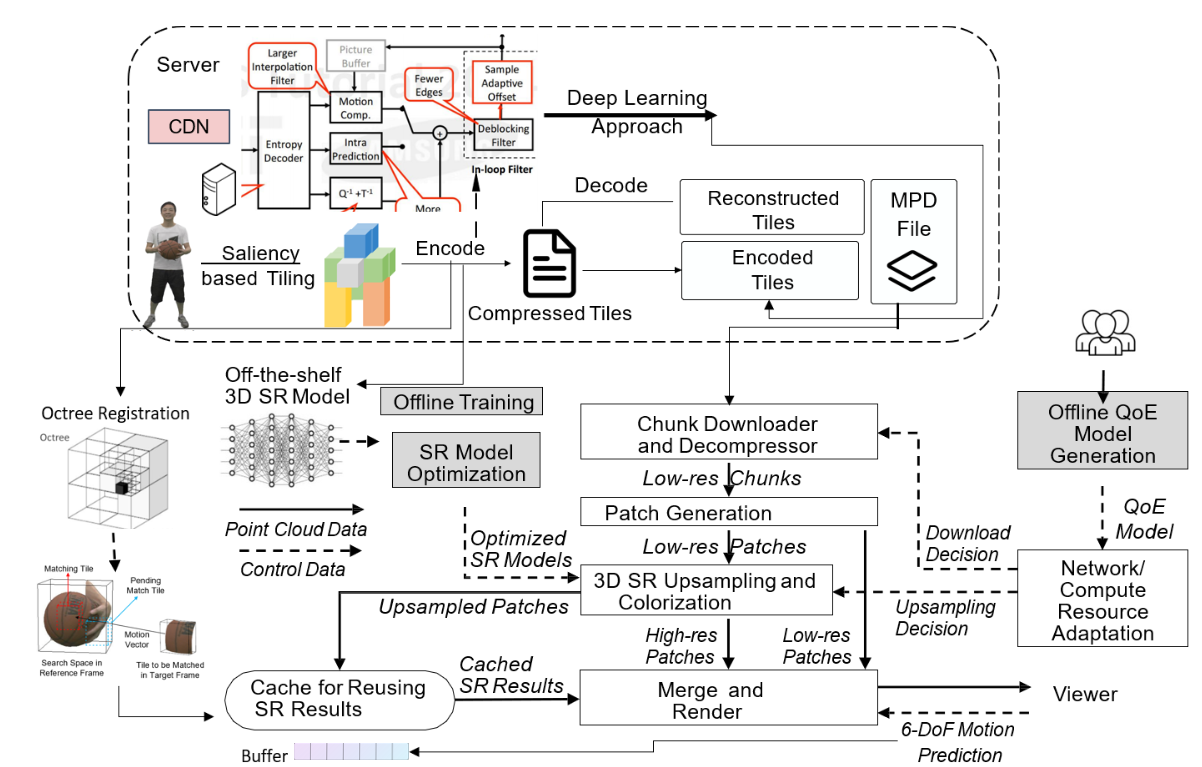 Server
Larger
Interpolation
Filter
Picture
Buffer
Fewer
Edges
Sample
Adaptive
Offset
CDN
Entropy
Decoder
Motion
Comp.
Intra
Prediction
Q-1 +T-1
More
+
Deblocking
Filter
In-loop Filter
Deep Learning
Approach
Decode
Reconstructed
Tiles
Encoded
Tiles
MPD
File
Saliency
based Tiling
Encode
Compressed Tiles
Octree Registration
Octree
Off-the-shelf
3D SR Model
Offline Training
SR Model
Optimization
Point Cloud Data
Control Data
Optimized
SR Models
Chunk Downloader
and Decompressor
Low-res Chunks
Patch Generation
Low-res Patches
3D SR Upsampling and
Colorization
Upsampled Patches
High-res
Patches
Low-res
Patches
Offline QoE
Model
Generation
QoE
Model
Download
Decision
Network/
Compute
Resource
Adaptation
Upsampling
Decision
Matching Tile
Pending
Match Tile
Motion
Vector
Search Space in
Reference Frame
Tile to be Matched
in Target Frame
Cache for Reusing
SR Results
Cached
SR Results
Merge and
Render
Viewer
6-DoF Motion
Prediction
Buffer